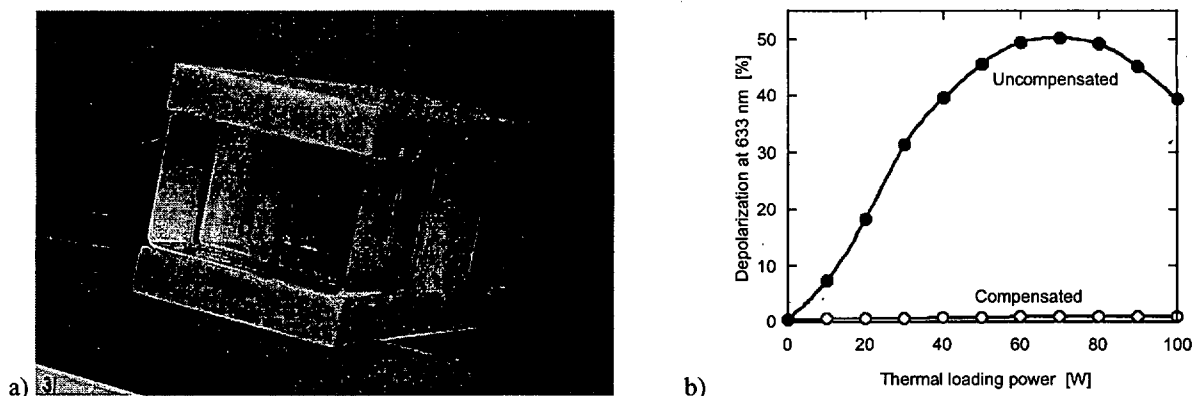 a)
3
b)
Depolarization at 633 nm [%]
50
40
30
20
10
0
Uncompensated
Compensated
0
20
40
60
80
100
Thermal loading power [W]